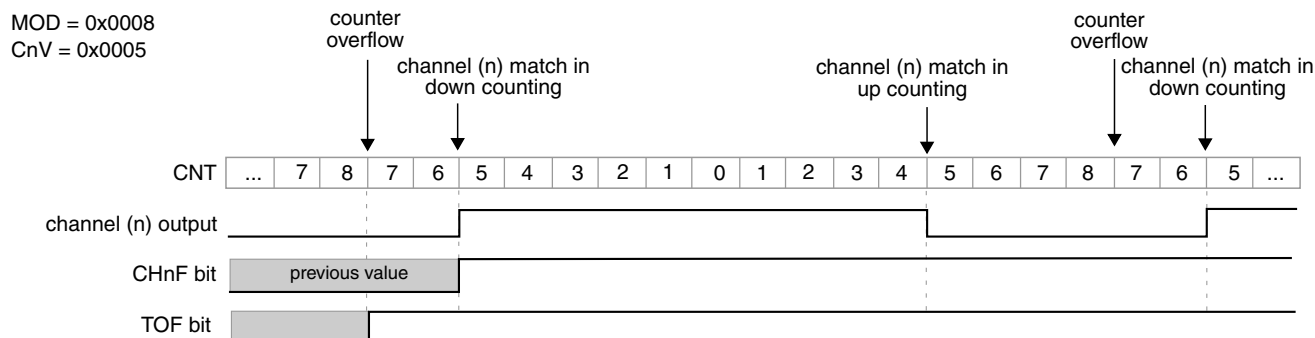 MOD = 0x0008
CnV = 0x0005
counter
overflow
channel (n) match in
down counting
channel (n) match in
up counting
counter
overflow
channel (n) match in
down counting
CNT ... 7 8 7 6 5 4 3 2 1 0 1 2 3 4 5 6 7 8 7 6 5 ...
channel (n) output
CHnF bit previous value
TOF bit